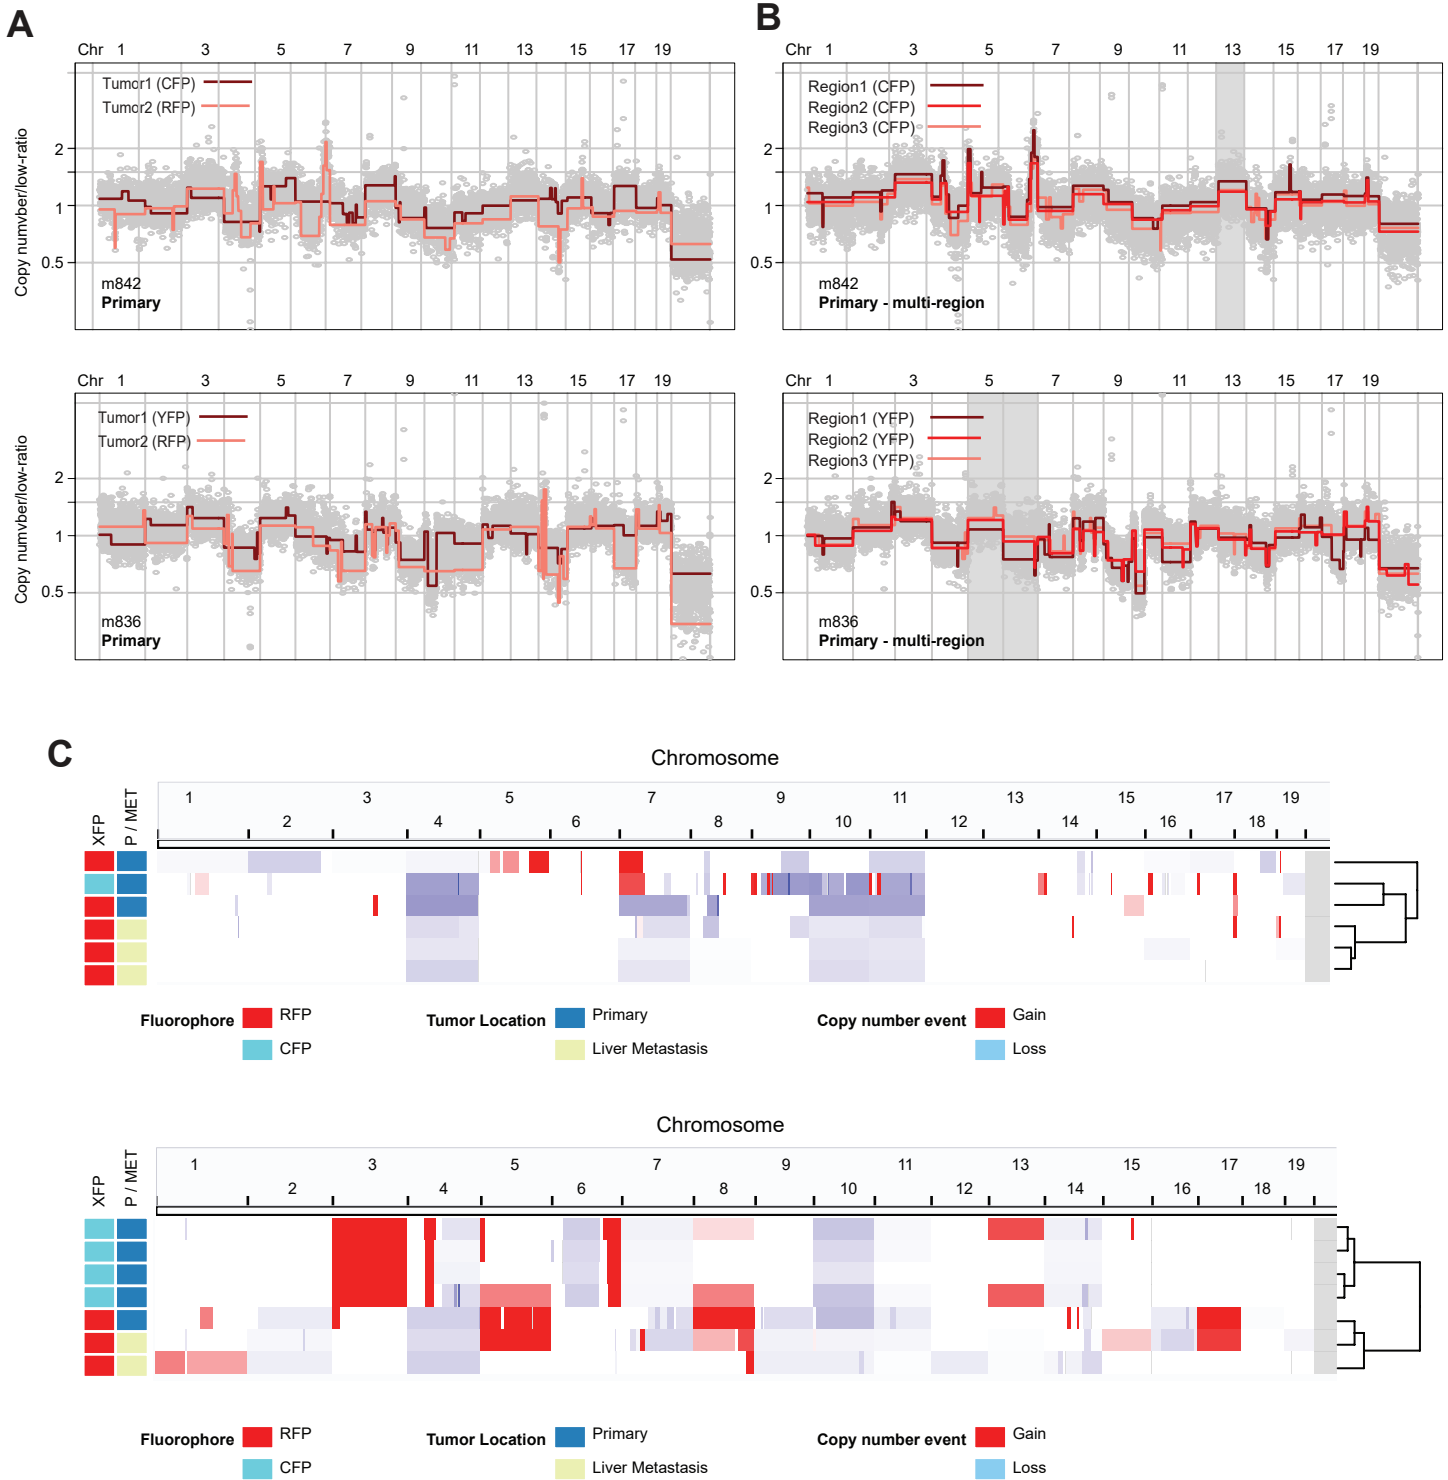 A
B
Chr 1 3 5 7 9 11 13 15 17 19
Tumor1 (CFP)
Tumor2 (RFP)
2
1
0.5
Copy numvber/low-ratio
m842
Primary
Chr 1 3 5 7 9 11 13 15 17 19
Region1 (CFP)
Region2 (CFP)
Region3 (CFP)
2
1
0.5
m842
Primary - multi-region
Chr 1 3 5 7 9 11 13 15 17 19
Tumor1 (YFP)
Tumor2 (RFP)
2
1
0.5
Copy numvber/low-ratio
m836
Primary
Chr 1 3 5 7 9 11 13 15 17 19
Region1 (YFP)
Region2 (YFP)
Region3 (YFP)
2
1
0.5
m836
Primary - multi-region
C
Chromosome
XFP
P / MET
1 3 5 7 9 11 13 15 17 19
2 4 6 8 10 12 14 16 18
Fluorophore RFP Tumor Location Primary Copy number event Gain
CFP Liver Metastasis Loss
Chromosome
XFP
P / MET
1 3 5 7 9 11 13 15 17 19
2 4 6 8 10 12 14 16 18
Fluorophore RFP Tumor Location Primary Copy number event Gain
CFP Liver Metastasis Loss